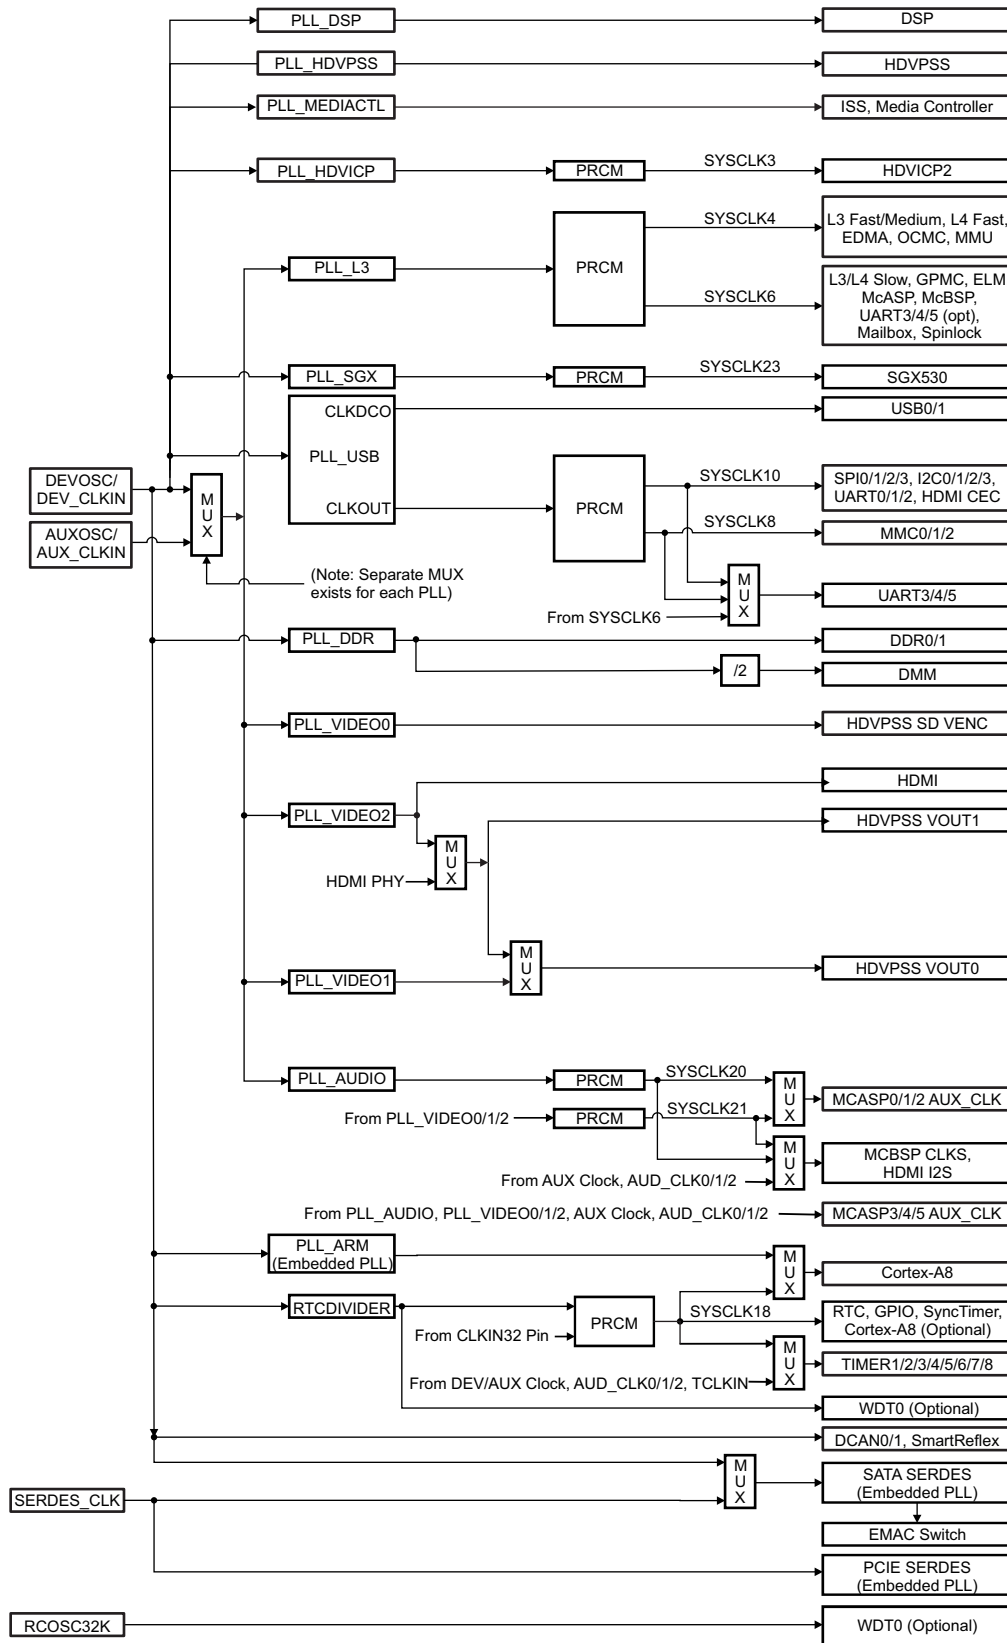 PLL_DSP
DSP
PLL_HDVPSS
HDVPSS
PLL_MEDIACTL
ISS, Media Controller
PLL_HDVICP
PRCM
SYSCLK3
HDVICP2
PLL_L3
PRCM
SYSCLK4
L3 Fast/Medium, L4 Fast,
EDMA, OCMC, MMU
SYSCLK6
L3/L4 Slow, GPMC, ELM
McASP, McBSP,
UART3/4/5 (opt),
Mailbox, Spinlock
PLL_SGX
PRCM
SYSCLK23
SGX530
CLKDCO
PLL_USB
CLKOUT
USB0/1
DEVOSC/
DEV_CLKIN
AUXOSC/
AUX_CLKIN
MUX
(Note: Separate MUX
exists for each PLL)
PRCM
SYSCLK10
SPI0/1/2/3, I2C0/1/2/3,
UART0/1/2, HDMI CEC
SYSCLK8
MMC0/1/2
From SYSCLK6
MUX
UART3/4/5
PLL_DDR
DDR0/1
/2
DMM
PLL_VIDEO0
HDVPSS SD VENC
PLL_VIDEO2
HDMI
HDMI PHY
MUX
HDVPSS VOUT1
PLL_VIDEO1
MUX
HDVPSS VOUT0
PLL_AUDIO
PRCM
SYSCLK20
MUX
MCASP0/1/2 AUX_CLK
From PLL_VIDEO0/1/2
PRCM
SYSCLK21
From AUX Clock, AUD_CLK0/1/2
MUX
MCBSP CLKS,
HDMI I2S
From PLL_AUDIO, PLL_VIDEO0/1/2, AUX Clock, AUD_CLK0/1/2
MCASP3/4/5 AUX_CLK
PLL_ARM
(Embedded PLL)
MUX
Cortex-A8
RTCDIVIDER
From CLKIN32 Pin
PRCM
SYSCLK18
RTC, GPIO, SyncTimer,
Cortex-A8 (Optional)
From DEV/AUX Clock, AUD_CLK0/1/2, TCLKIN
MUX
TIMER1/2/3/4/5/6/7/8
WDT0 (Optional)
DCAN0/1, SmartReflex
SERDES_CLK
MUX
SATA SERDES
(Embedded PLL)
EMAC Switch
PCIE SERDES
(Embedded PLL)
RCOSC32K
WDT0 (Optional)